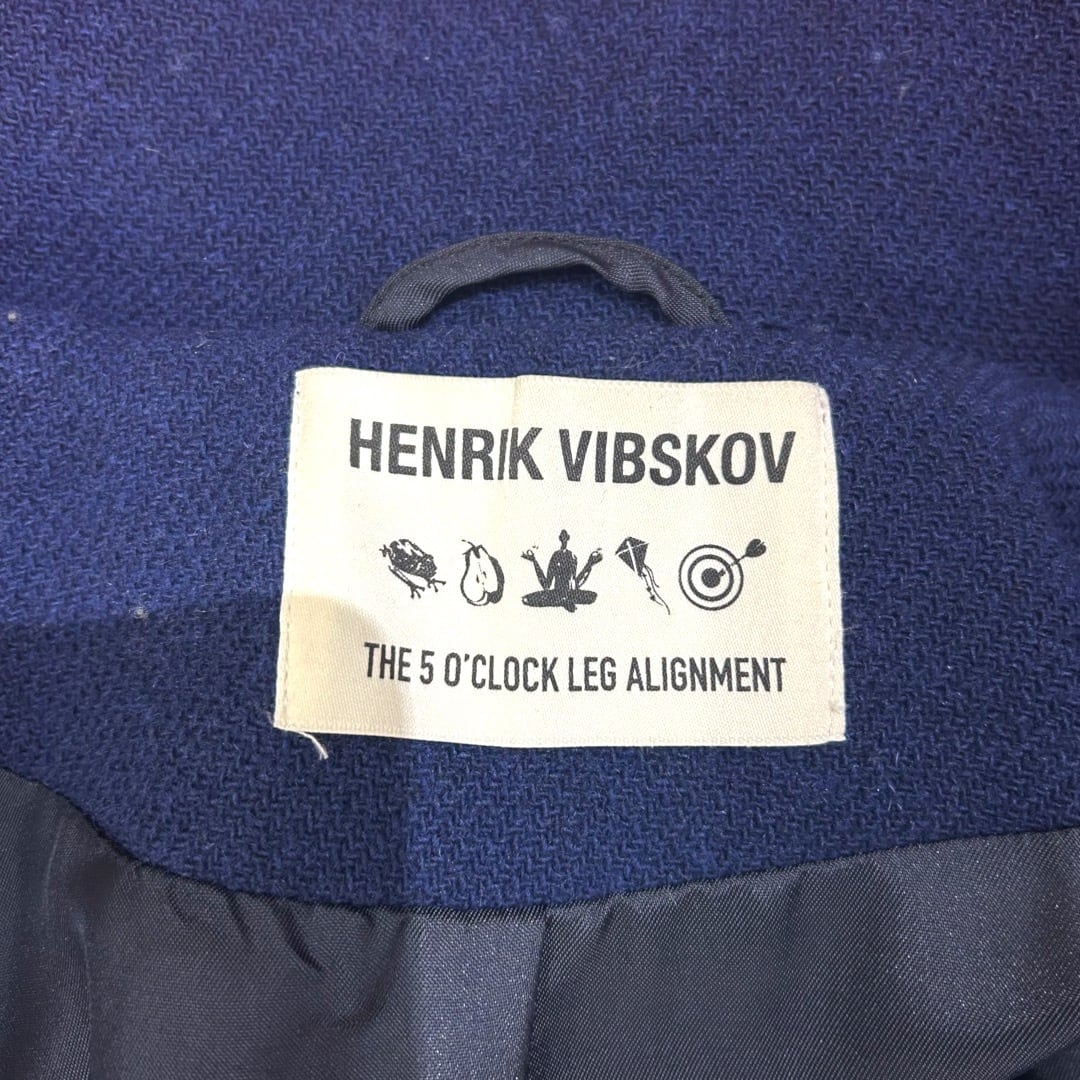 HENRIK VIBSKOV
THE 5 O'CLOCK LEG ALIGNMENT